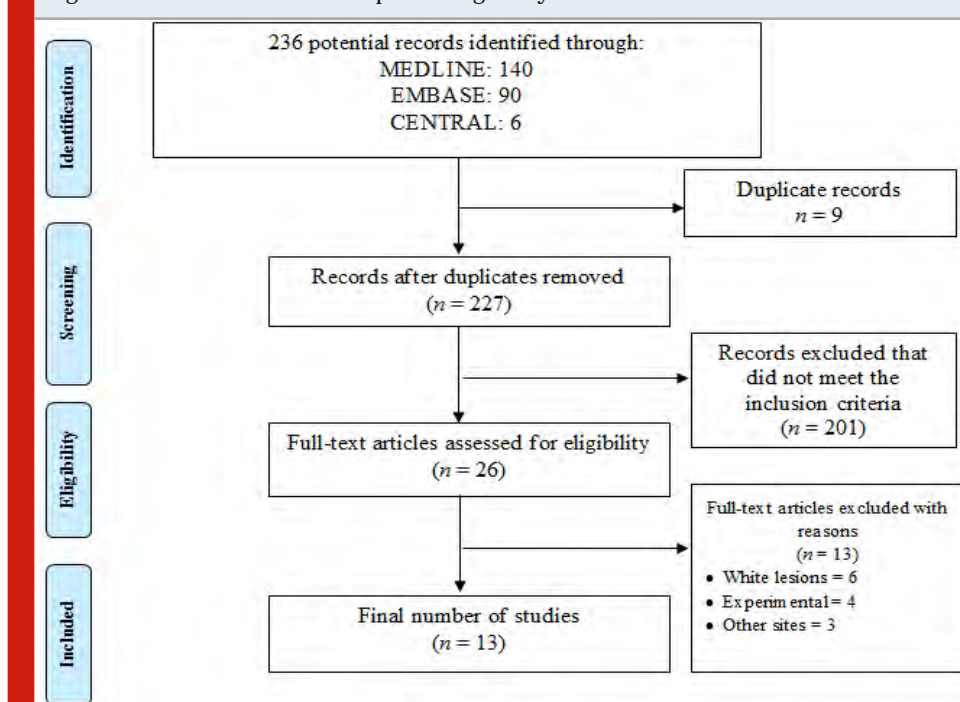 Identification
236 potential records identified through:
MEDLINE: 140
EMBASE: 90
CENTRAL: 6
Duplicate records
n = 9
Screening
Records after duplicates removed
(n = 227)
Records excluded that
did not meet the
inclusion criteria
(n = 201)
Eligibility
Full-text articles assessed for eligibility
(n = 26)
Full-text articles excluded with
reasons
(n = 13)
• White lesions = 6
• Experimental= 4
• Other sites = 3
Included
Final number of studies
(n = 13)